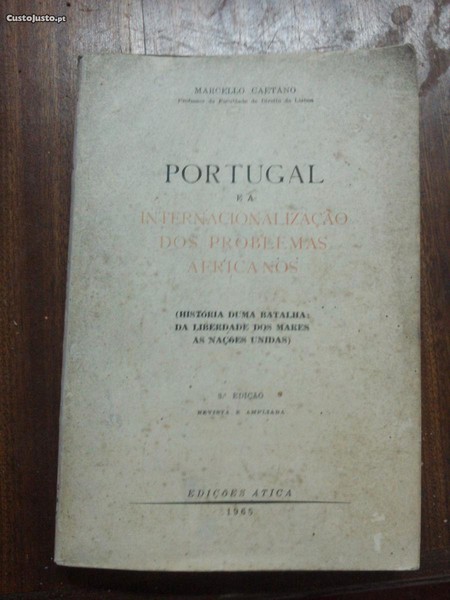 CustoJusto.pt
MARCELLO CAETANO
Professor da Faculdade de Direito de Lisboa
PORTUGAL
E A
INTERNACIONALIZAÇÃO
DOS PROBLEMAS
AFRICANOS
(HISTÓRIA DUMA BATALHA:
DA LIBERDADE DOS MARES
ÀS NAÇÕES UNIDAS)
EDIÇÃO
REVISTA E AMPLIADA
EDIÇÕES ÁTICA
1965